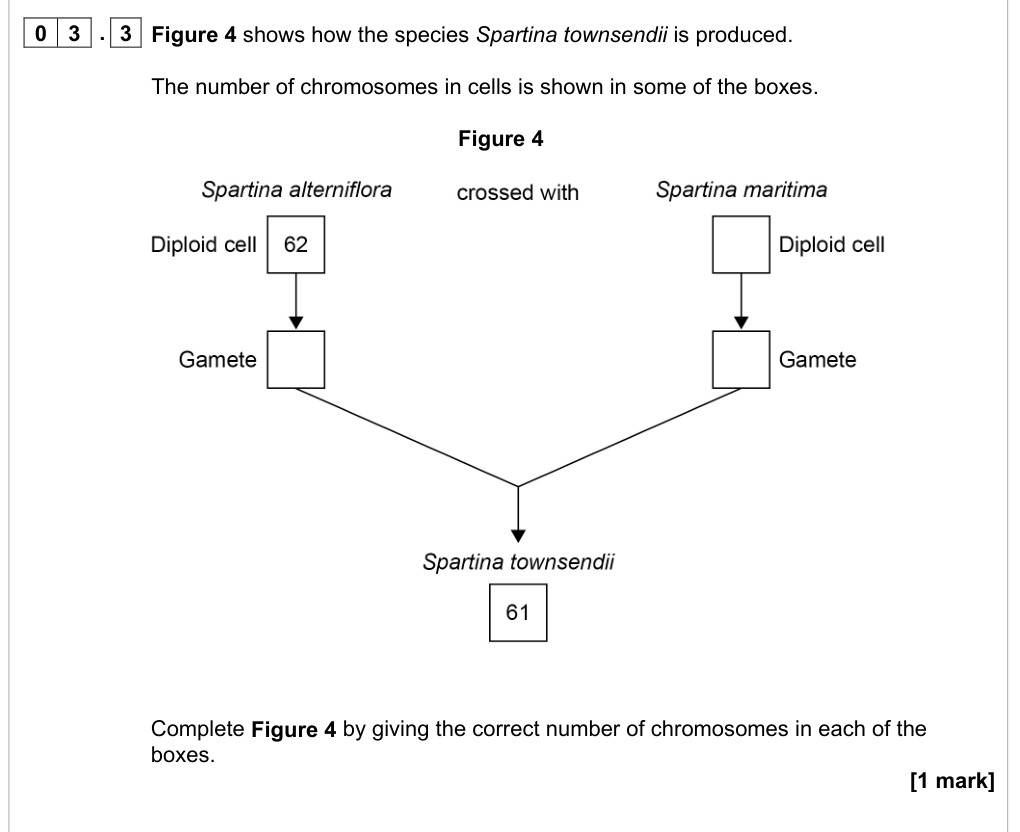 0 3 . 3 Figure 4 shows how the species Spartina townsendii is produced.
The number of chromosomes in cells is shown in some of the boxes.
Figure 4
Spartina alterniflora crossed with Spartina maritima
Diploid cell 62 Diploid cell
Gamete Gamete
Spartina townsendii
61
Complete Figure 4 by giving the correct number of chromosomes in each of the
boxes.
[1 mark]